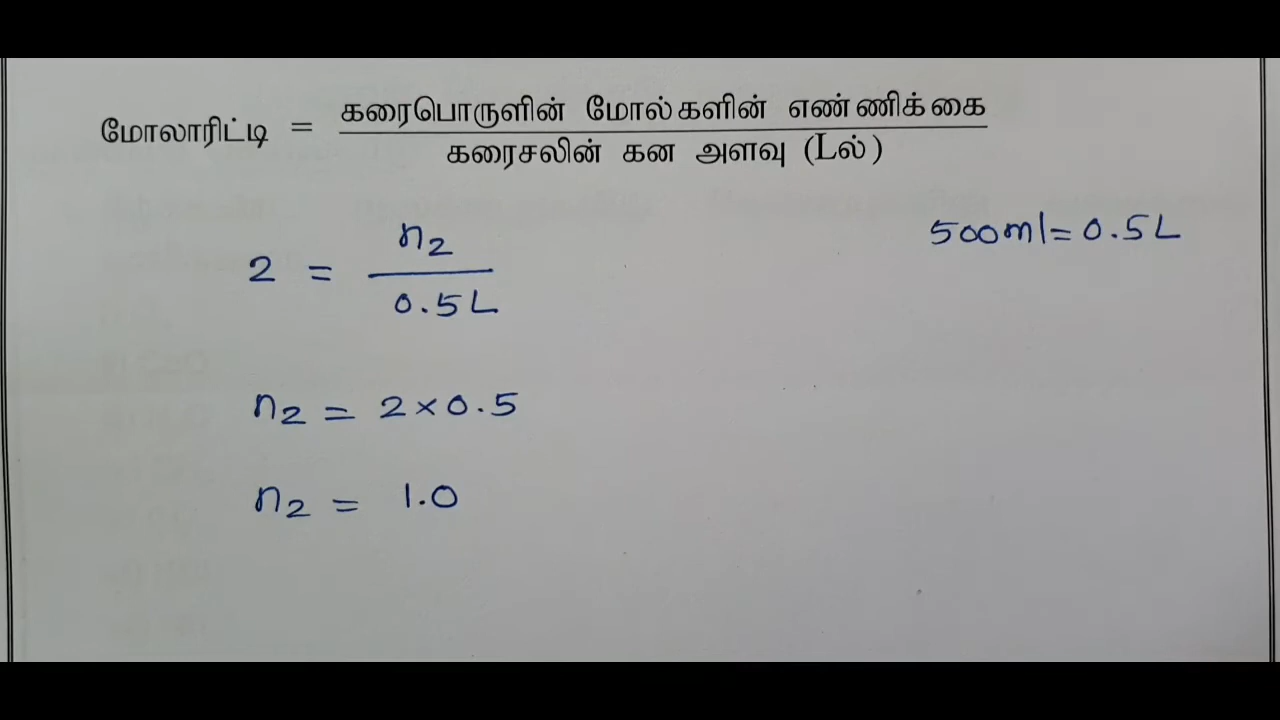 மோலாரிட்டி = கரைபொருளின் மோல்களின் எண்ணிக்கை
கரைசலின் கன அளவு (Lல்)
500ml = 0.5L
2 = n₂
0.5L
n₂ = 2 × 0.5
n₂ = 1.0